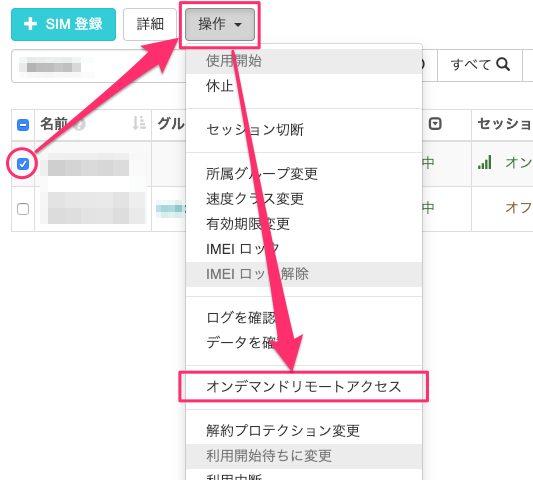 + SIM 登録 詳細 操作
使用開始 すべて
休止
名前 グル セッショ
セッション切断
中 オン
所属グループ変更
速度クラス変更 中 オフ
有効期限変更
IMEI ロック
IMEI ロック解除
ログを確認
データを確
オンデマンドリモートアクセス
解約プロテクション変更
利用開始待ちに変更
利用中断